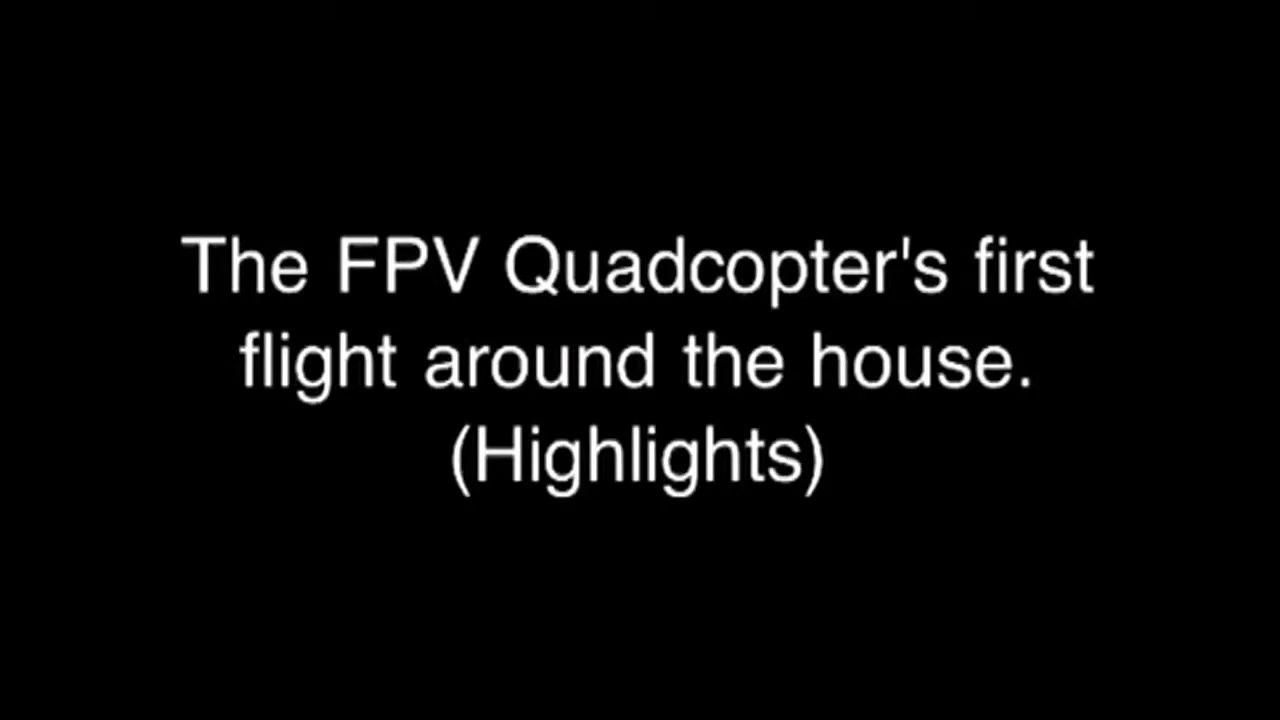 The FPV Quadcopter's first
flight around the house.
(Highlights)